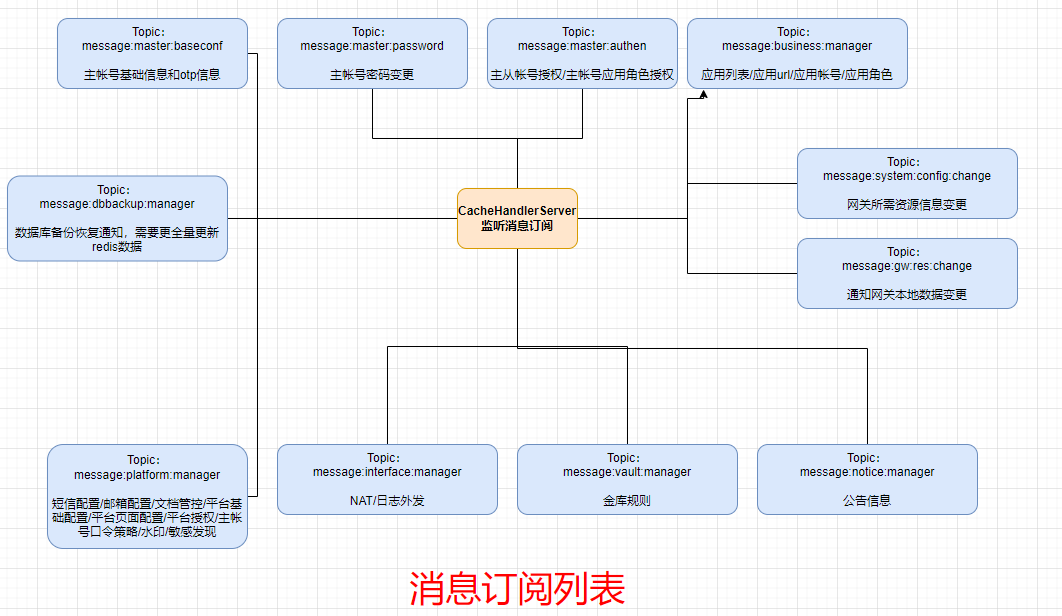 Topic:
message:master:baseconf
主帐号基础信息和otp信息
Topic:
message:master:password
主帐号密码变更
Topic:
message:master:authen
主从帐号授权/主帐号应用角色授权
Topic:
message:business:manager
应用列表/应用url/应用帐号/应用角色
Topic:
message:system:config:change
网关所需资源信息变更
Topic:
message:dbbackup:manager
数据库备份恢复通知，需要更全量更新
redis数据
CacheHandlerServer
监听消息订阅
Topic:
message:gw:res:change
通知网关本地数据变更
Topic:
message:platform:manager
短信配置/邮箱配置/文档管控/平台基
础配置/平台页面配置/平台授权/主帐
号口令策略/水印/敏感发现
Topic:
message:interface:manager
NAT/日志外发
Topic:
message:vault:manager
金库规则
Topic:
message:notice:manager
公告信息
消息订阅列表